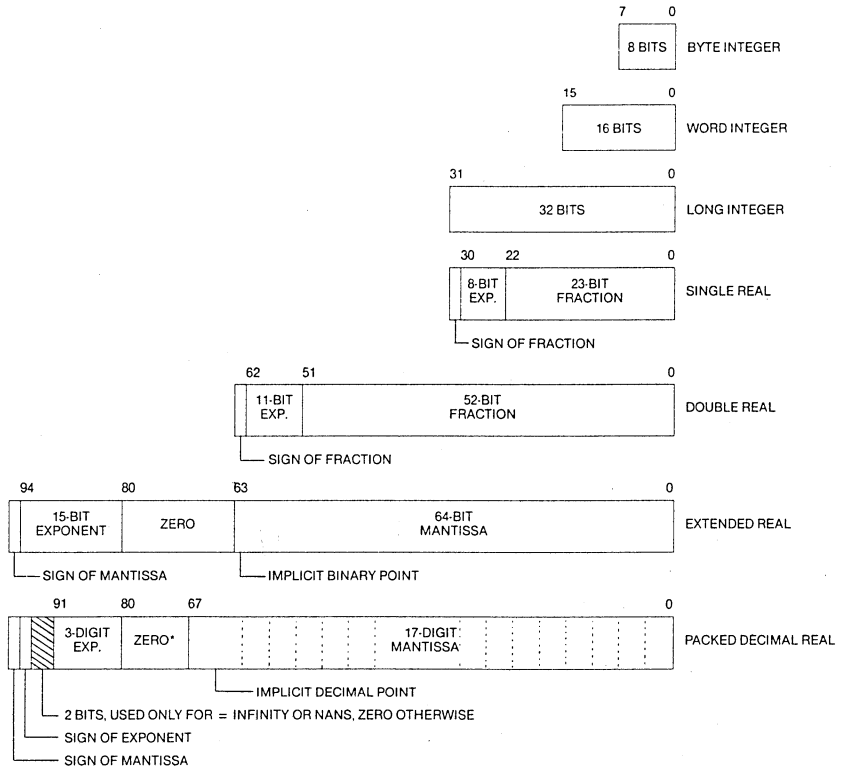 7 0
8 BITS BYTE INTEGER
15 0
16 BITS WORD INTEGER
31 0
32 BITS LONG INTEGER
30 22 0
8-BIT EXP. 23-BIT FRACTION SINGLE REAL
SIGN OF FRACTION
62 51 0
11-BIT EXP. 52-BIT FRACTION DOUBLE REAL
SIGN OF FRACTION
94 80 63 0
15-BIT EXPONENT ZERO 64-BIT MANTISSA EXTENDED REAL
SIGN OF MANTISSA IMPLICIT BINARY POINT
91 80 67 0
3-DIGIT EXP. ZERO* 17-DIGIT MANTISSA PACKED DECIMAL REAL
IMPLICIT DECIMAL POINT
2 BITS, USED ONLY FOR = INFINITY OR NANS, ZERO OTHERWISE
SIGN OF EXPONENT
SIGN OF MANTISSA